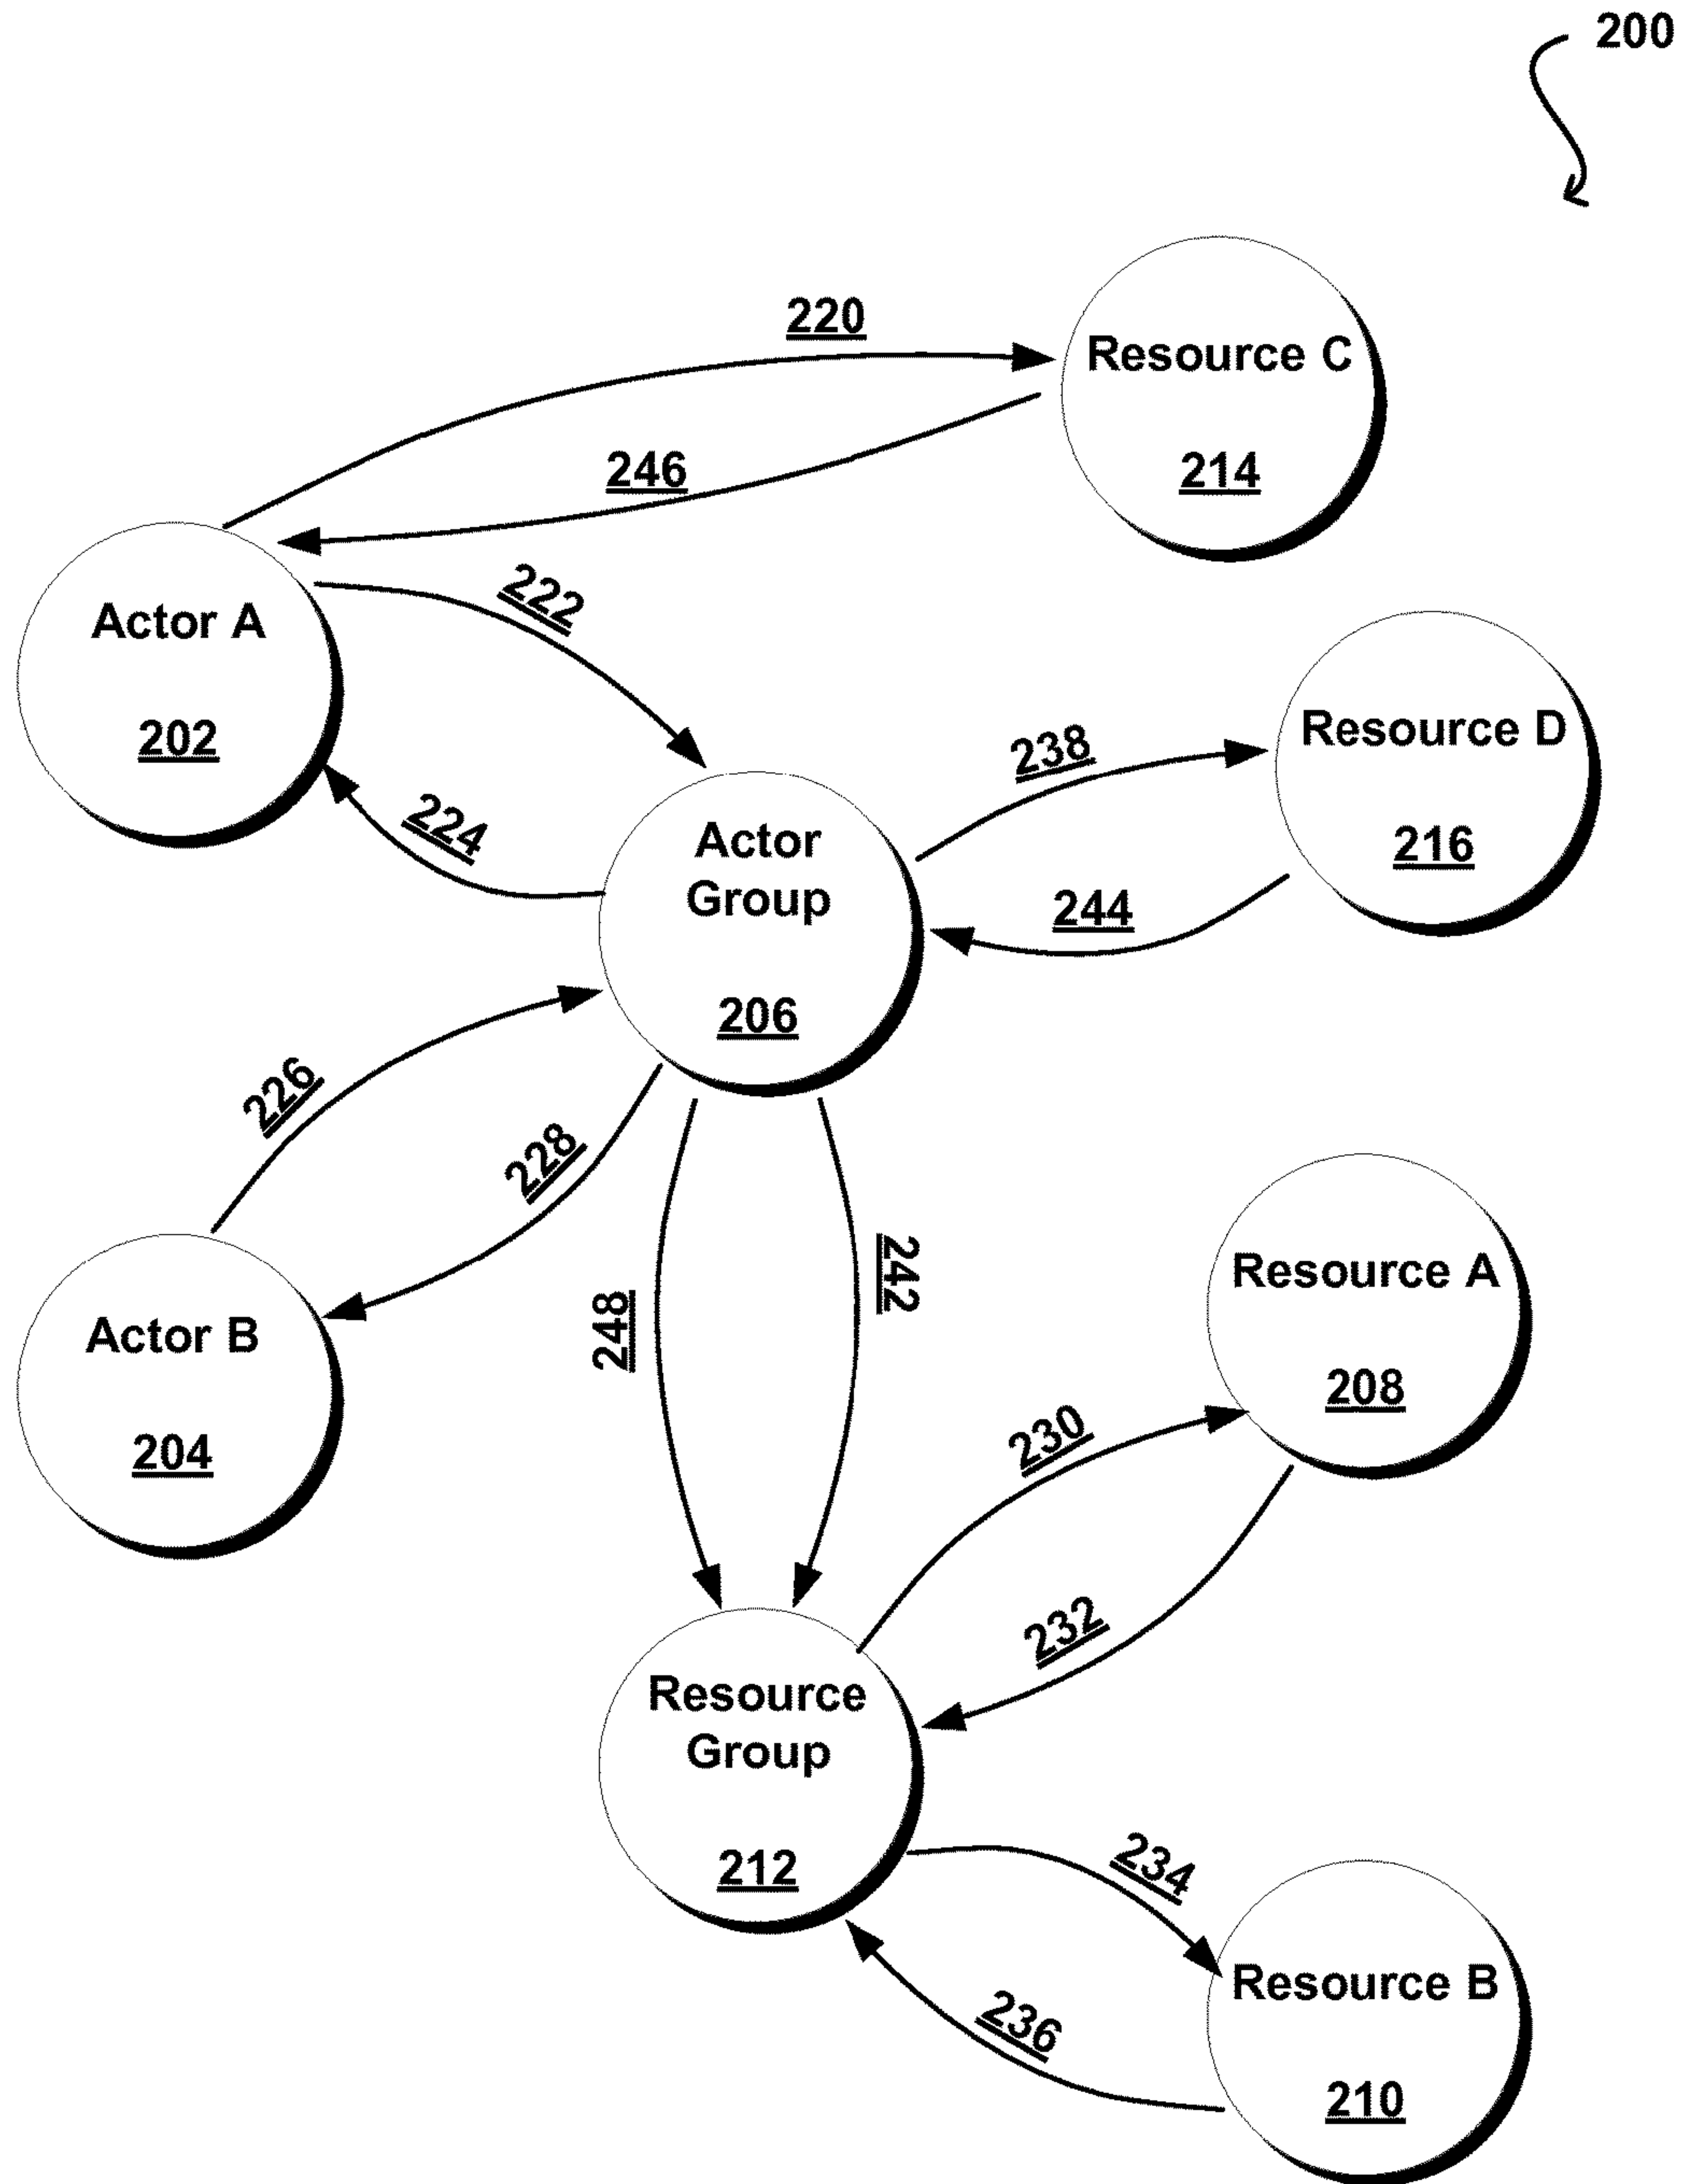 200
220
Resource C
214
246
222
Actor A
202
238
Resource D
216
224
Actor
Group
206
244
226
228
242
248
Resource A
208
Actor B
204
230
232
Resource
Group
212
234
Resource B
210
236